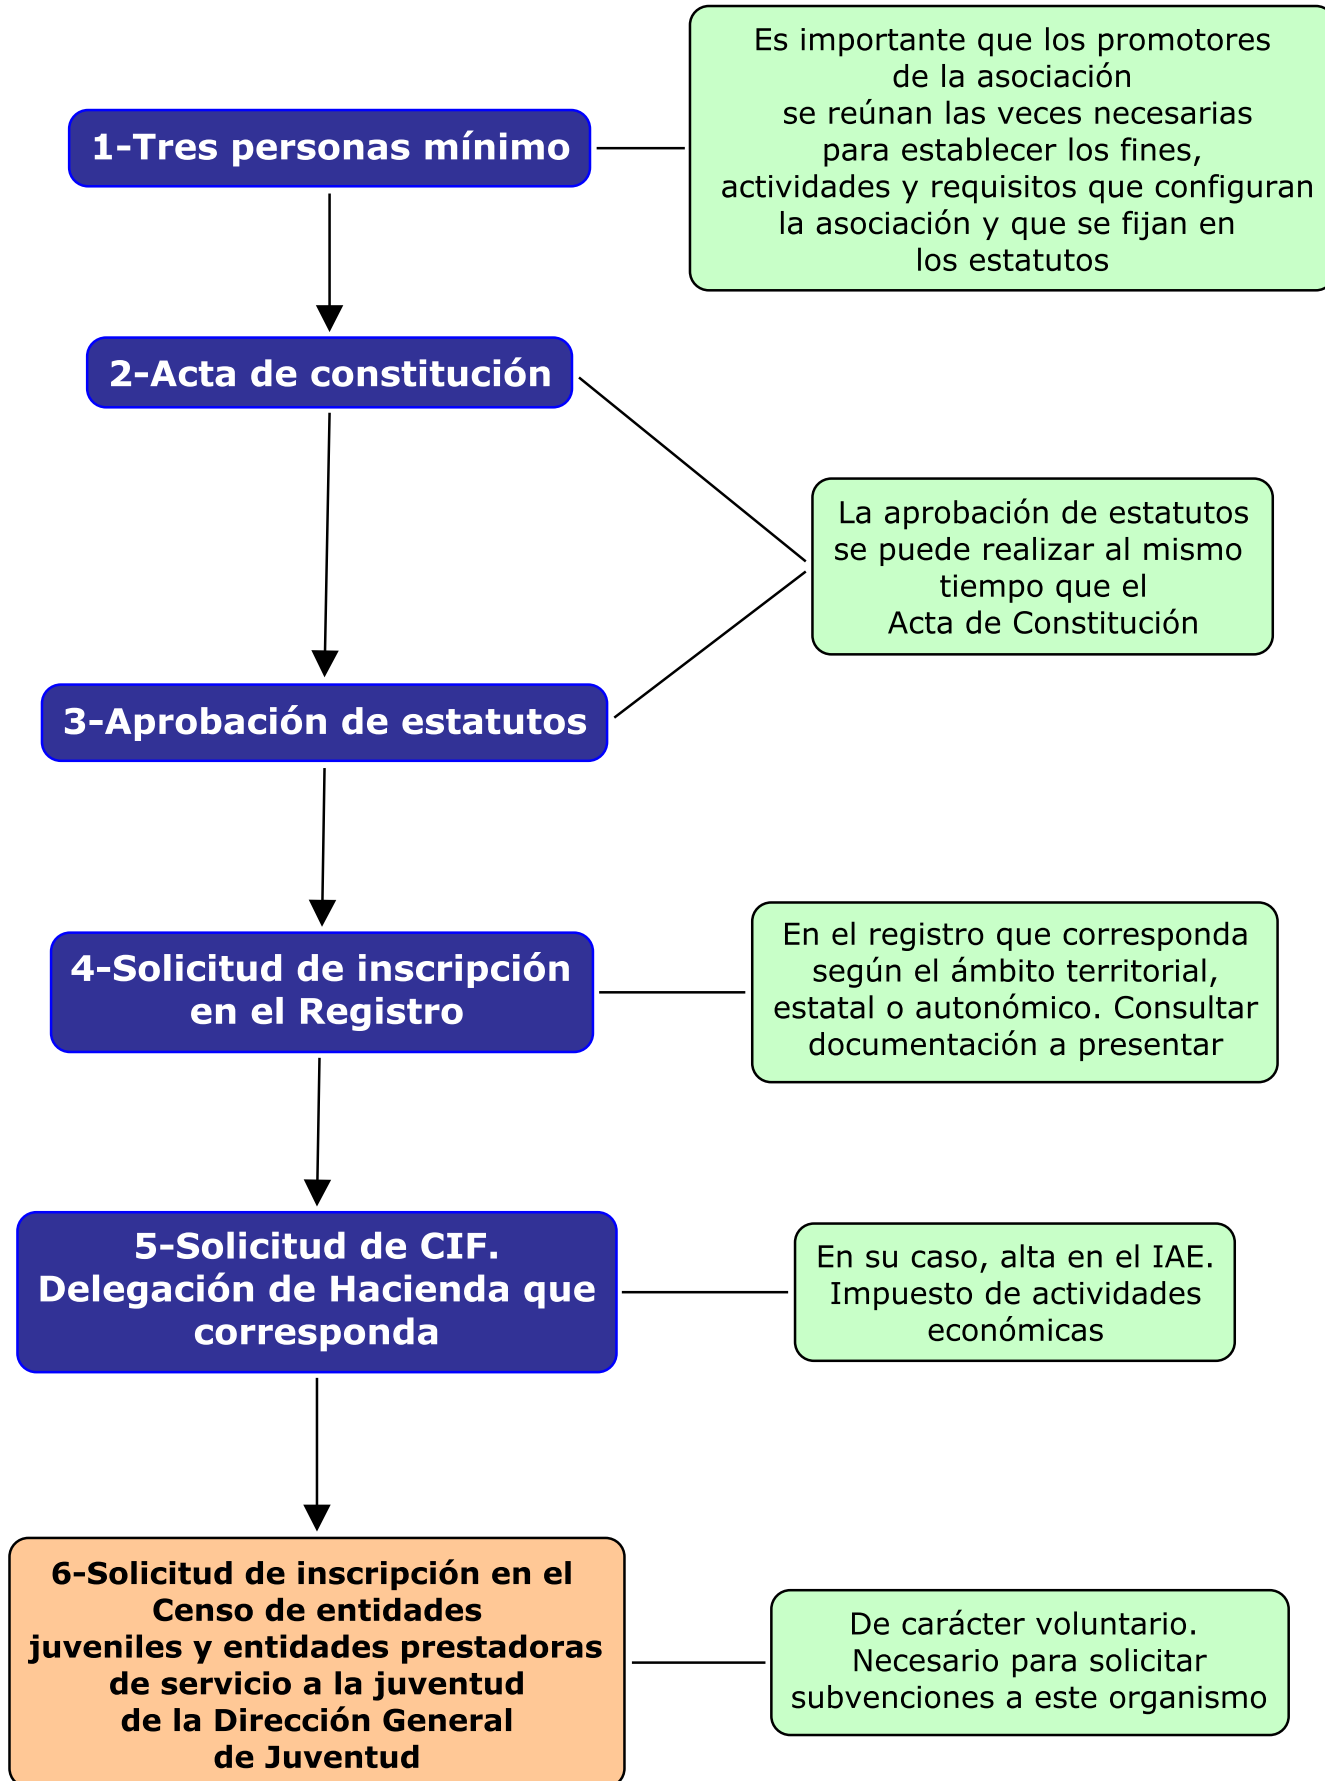 Es importante que los promotores
de la asociación
se reúnan las veces necesarias
para establecer los fines,
actividades y requisitos que configuran
la asociación y que se fijan en
los estatutos
1-Tres personas mínimo
2-Acta de constitución
La aprobación de estatutos
se puede realizar al mismo
tiempo que el
Acta de Constitución
3-Aprobación de estatutos
4-Solicitud de inscripción
en el Registro
En el registro que corresponda
según el ámbito territorial,
estatal o autonómico. Consultar
documentación a presentar
5-Solicitud de CIF.
Delegación de Hacienda que
corresponda
En su caso, alta en el IAE.
Impuesto de actividades
económicas
6-Solicitud de inscripción en el
Censo de entidades
juveniles y entidades prestadoras
de servicio a la juventud
de la Dirección General
de Juventud
De carácter voluntario.
Necesario para solicitar
subvenciones a este organismo